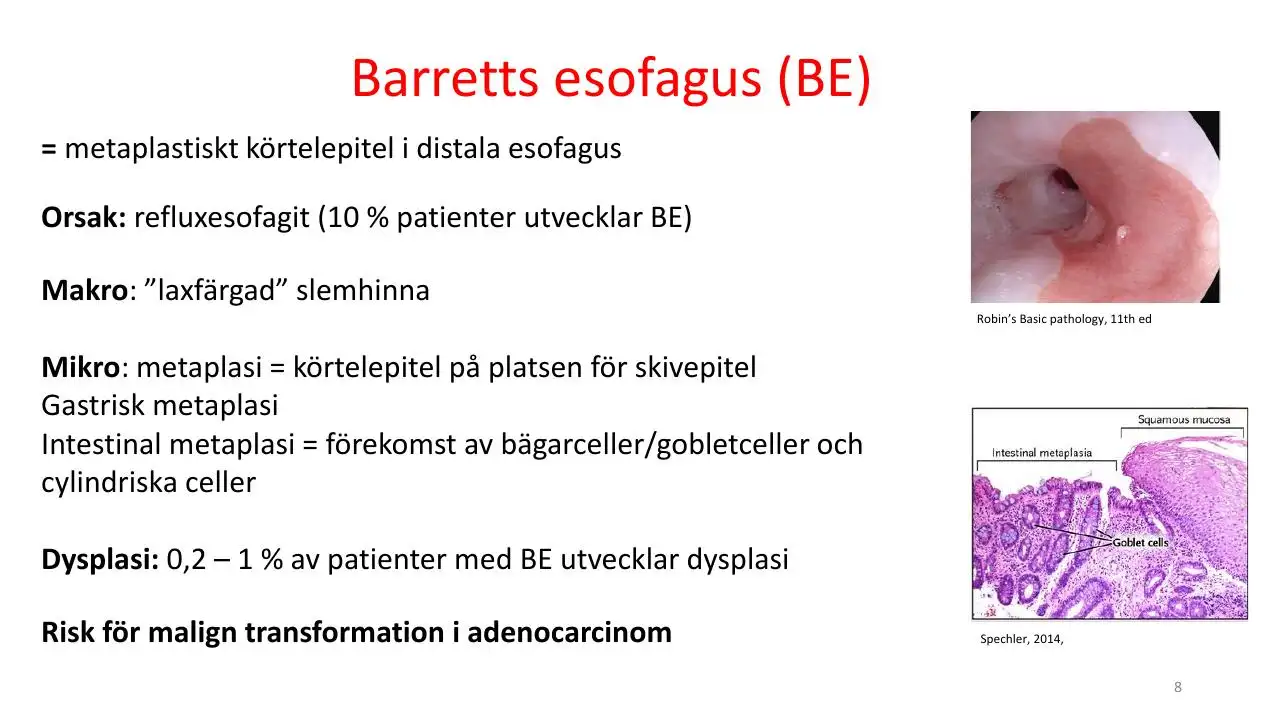 Barretts esofagus (BE)
= metaplastiskt körtelepitel i distala esofagus
Orsak: refluxesofagit (10 % patienter utvecklar BE)
Makro: ”laxfärgad” slemhinna
Robin’s Basic pathology, 11th ed
Mikro: metaplasi = körtelepitel på platsen för skivepitel
Gastrisk metaplasi
Intestinal metaplasi = förekomst av bägarceller/gobletceller och
cylindriska celler
Squamous mucosa
Intestinal metaplasia
Goblet cells
Dysplasi: 0,2 – 1 % av patienter med BE utvecklar dysplasi
Risk för malign transformation i adenocarcinom
Spechler, 2014,
8